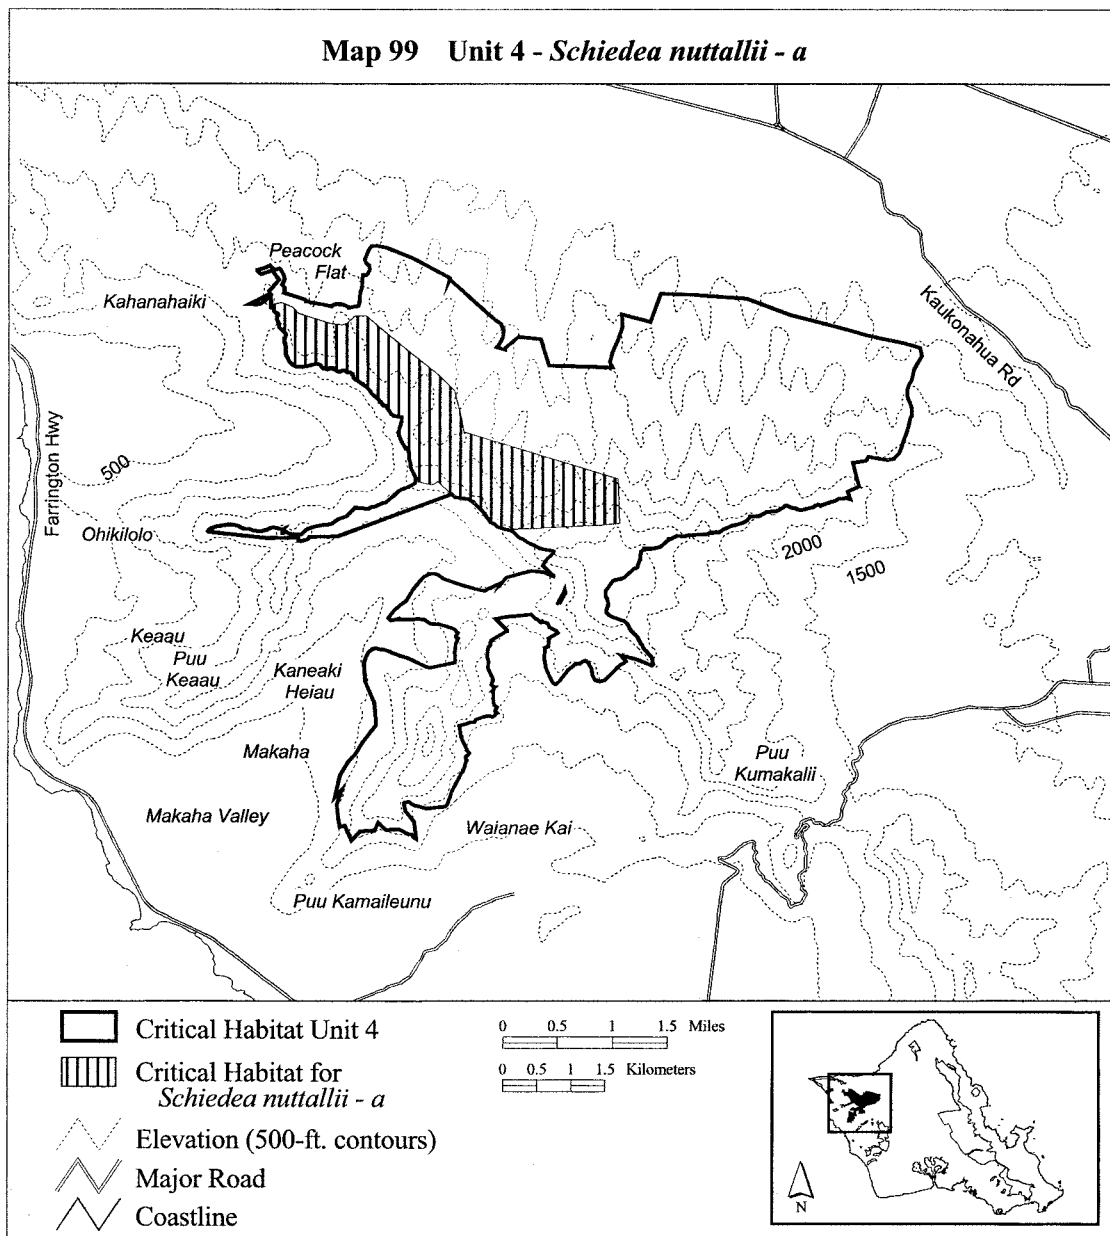 Map 99 Unit 4 - Schiedea nuttallii - a
Peacock
Flat
Kahanahaiki
Kaukonahua Rd
Farrington Hwy
500
Ohikilolo
2000
1500
Keaau
Puu
Keaau
Kaneaki
Heiau
Makaha
Puu
Kumakalii
Makaha Valley
Waianae Kai
Puu Kamaileunu
Critical Habitat Unit 4
Critical Habitat for
Schiedea nuttallii - a
Elevation (500-ft. contours)
Major Road
Coastline
0 0.5 1 1.5 Miles
0 0.5 1 1.5 Kilometers
N